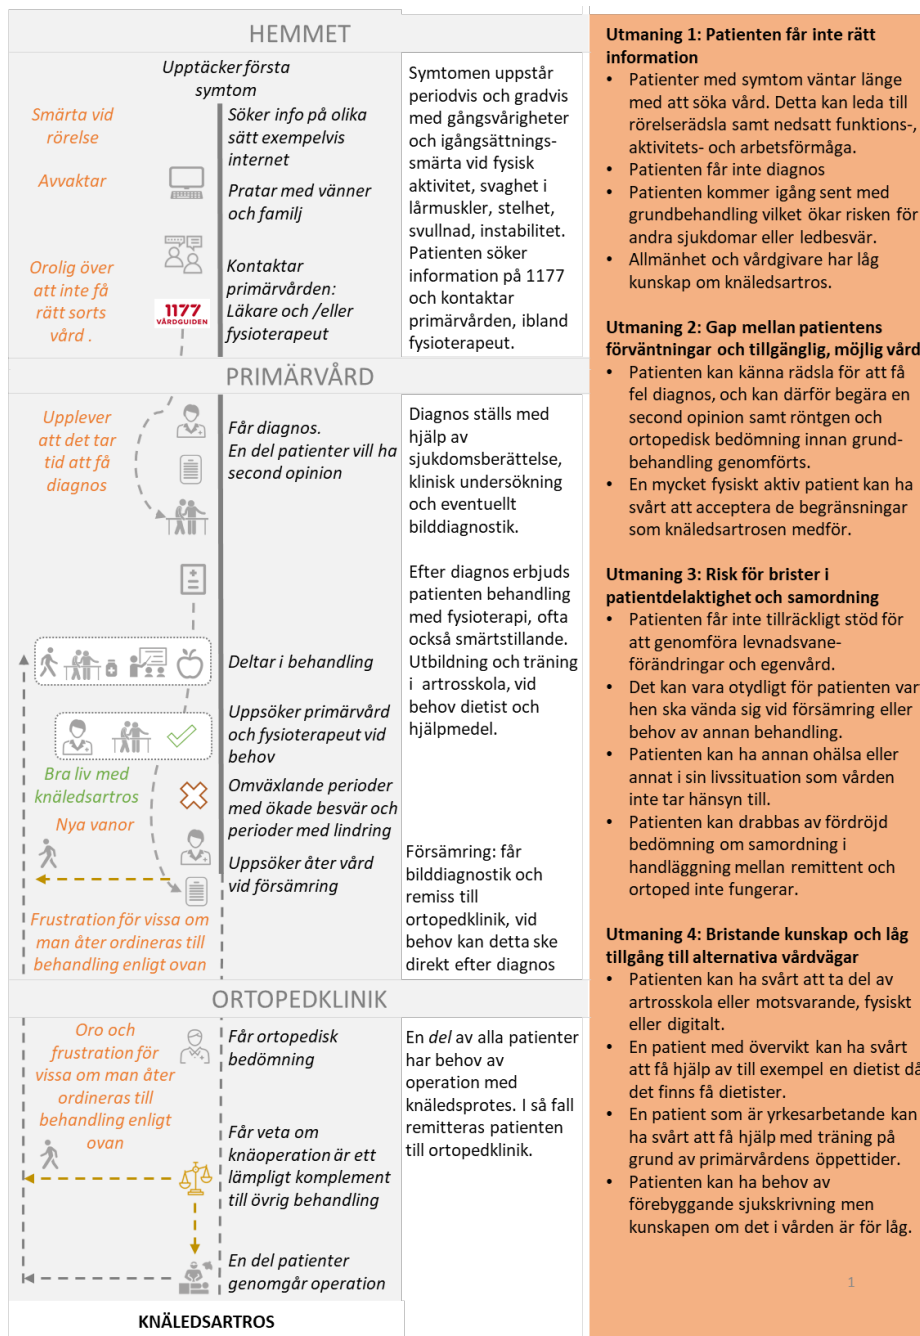 HEMMET
Upptäcker första
symtom
Smärta vid
rörelse
Söker info på olika
sätt exempelvis
internet
Avvaktar
Pratar med vänner
och familj
Orolig över
att inte få
rätt sorts
vård .
1177
VÅRDGUIDEN
Kontaktar
primärvården:
Läkare och /eller
fysioterapeut
Symtomen uppstår
periodvis och gradvis
med gångsvårigheter
och igångsättnings-
smärta vid fysisk
aktivitet, svaghet i
lårmuskler, stelhet,
svullnad, instabilitet.
Patienten söker
information på 1177
och kontaktar
primärvården, ibland
fysioterapeut.
PRIMÄRVÅRD
Upplever
att det tar
tid att få
diagnos
Får diagnos.
En del patienter vill ha
second opinion
Deltar i behandling
Uppsöker primärvård
och fysioterapeut vid
behov
Bra liv med
knäledsartros
Nya vanor
Omväxlande perioder
med ökade besvär och
perioder med lindring
Uppsöker åter vård
vid försämring
Frustration för vissa om
man åter ordineras till
behandling enligt ovan
Diagnos ställs med
hjälp av
sjukdomsberättelse,
klinisk undersökning
och eventuellt
bilddiagnostik.
Efter diagnos erbjuds
patienten behandling
med fysioterapi, ofta
också smärtstillande.
Utbildning och träning
i artrosskola, vid
behov dietist och
hjälpmedel.
Försämring: får
bilddiagnostik och
remiss till
ortopedklinik, vid
behov kan detta ske
direkt efter diagnos
ORTOPEDKLINIK
Oro och
frustration för
vissa om man åter
ordineras till
behandling enligt
ovan
Får ortopedisk
bedömning
Får veta om
knäoperation är ett
lämpligt komplement
till övrig behandling
En del patienter
genomgår operation
En del av alla patienter
har behov av
operation med
knäledsprotes. I så fall
remitteras patienten
till ortopedklinik.
KNÄLEDSARTROS
Utmaning 1: Patienten får inte rätt
information
• Patienter med symtom väntar länge
med att söka vård. Detta kan leda till
rörelserädsla samt nedsatt funktions-,
aktivitets- och arbetsförmåga.
• Patienten får inte diagnos
• Patienten kommer igång sent med
grundbehandling vilket ökar risken för
andra sjukdomar eller ledbesvär.
• Allmänhet och vårdgivare har låg
kunskap om knäledsartros.
Utmaning 2: Gap mellan patientens
förväntningar och tillgänglig, möjlig vård
• Patienten kan känna rädsla för att få
fel diagnos, och kan därför begära en
second opinion samt röntgen och
ortopedisk bedömning innan grund-
behandling genomförts.
• En mycket fysiskt aktiv patient kan ha
svårt att acceptera de begränsningar
som knäledsartrosen medför.
Utmaning 3: Risk för brister i
patientdelaktighet och samordning
• Patienten får inte tillräckligt stöd för
att genomföra levnadsvane-
förändringar och egenvård.
• Det kan vara otydligt för patienten var
hen ska vända sig vid försämring eller
behov av annan behandling.
• Patienten kan ha annan ohälsa eller
annat i sin livssituation som vården
inte tar hänsyn till.
• Patienten kan drabbas av fördröjd
bedömning om samordning i
handläggning mellan remittent och
ortoped inte fungerar.
Utmaning 4: Bristande kunskap och låg
tillgång till alternativa vårdvägar
• Patienten kan ha svårt att ta del av
artrosskola eller motsvarande, fysiskt
eller digitalt.
• En patient med övervikt kan ha svårt
att få hjälp av till exempel en dietist då
det finns få dietister.
• En patient som är yrkesarbetande kan
ha svårt att få hjälp med träning på
grund av primärvårdens öppettider.
• Patienten kan ha behov av
förebyggande sjukskrivning men
kunskapen om det i vården är för låg.
1